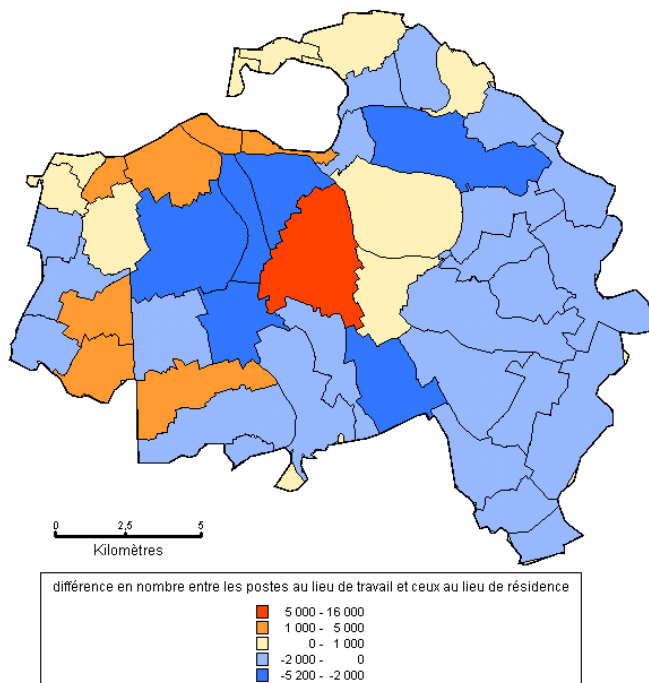 0 2,5 5
Kilomètres
différence en nombre entre les postes au lieu de travail et ceux au lieu de résidence
5 000 - 16 000
1 000 - 5 000
0 - 1 000
-2 000 - 0
-5 200 - -2 000